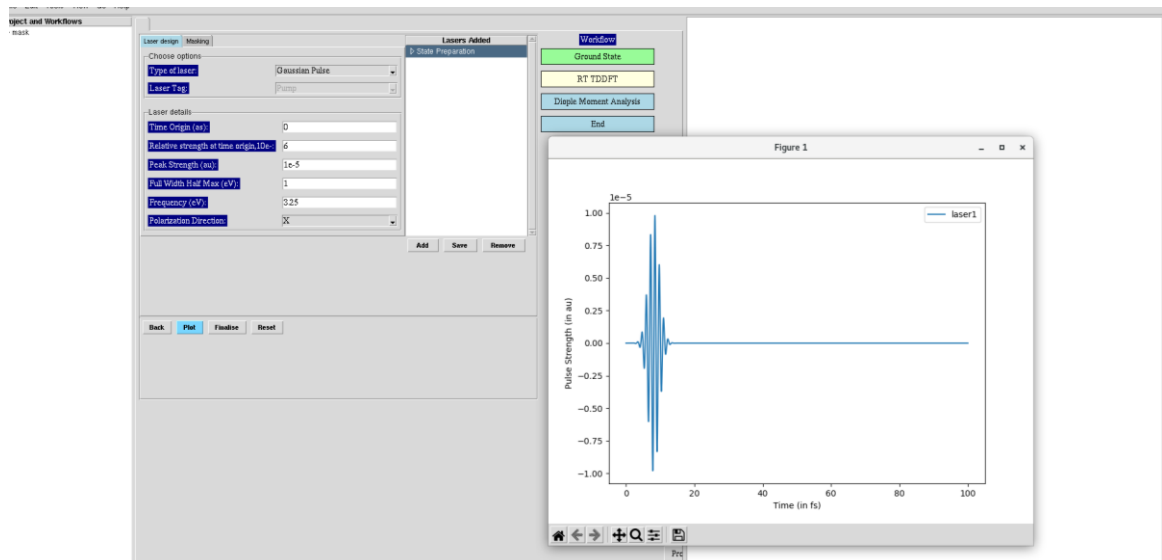 oject and Workflows
mask
Laser design Masking
Choose options
Type of laser: Gaussian Pulse
Laser Tag: Pump
Laser details
Time Origin (as): 0
Relative strength at time origin,10e-: 6
Peak Strength (au): 1e-5
Full Width Half Max (eV): 1
Frequency (eV): 3.25
Polarization Direction: X
Lasers Added
State Preparation
Add Save Remove
Back Plot Finalise Reset
Workflow
Ground State
RT TDDFT
Diople Moment Analysis
End
Figure 1
1e-5
laser1
1.00
0.75
0.50
0.25
0.00
−0.25
−0.50
−0.75
−1.00
Pulse Strength (in au)
0 20 40 60 80 100
Time (in fs)
Pro